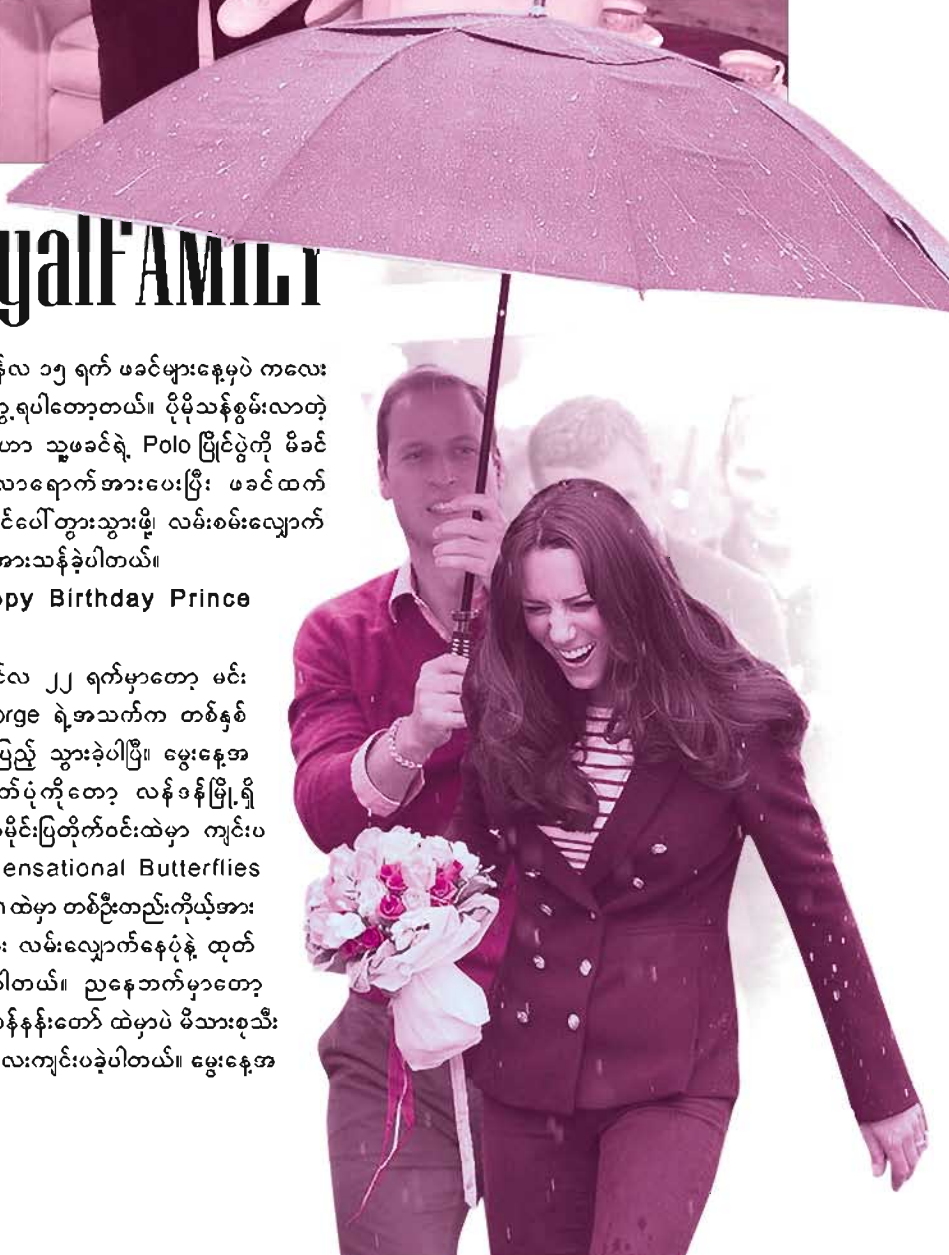 yalFAMILY
၁၅ ရက် ဖခင်များနေ့မှပဲ ကလေး
ရပါတော့တယ်။ ပိုမိုသန်စွမ်းလာတဲ့
ဟာ သူ့ဖခင်ရဲ့ Polo ပြိုင်ပွဲကို မိခင်
လာရောက်အားပေးပြီး ဖခင်ထက်
င်ပေါ်တွားသွားဖို့၊ လမ်းစမ်းလျှောက်
အားသန်ခဲ့ပါတယ်။
ppy Birthday Prince
၂၂ ရက်မှာတော့ မင်း
orge ရဲ့အသက်က တစ်နှစ်
ပြည့် သွားခဲ့ပါပြီ။ မွေးနေ့အ
တ်ပုံကိုတော့ လန်ဒန်မြို့ရှိ
မိုင်းပြတိုက်ဝင်းထဲမှာ ကျင်းပ
ensational Butterflies
ထဲမှာ တစ်ဦးတည်းကိုယ့်အား
လမ်းလျှောက်နေပုံနဲ့ ထုတ်
ပါတယ်။ ညနေဘက်မှာတော့
န်နန်းတော် ထဲမှာပဲ မိသားစုသီး
လေးကျင်းပခဲ့ပါတယ်။ မွေးနေ့အ